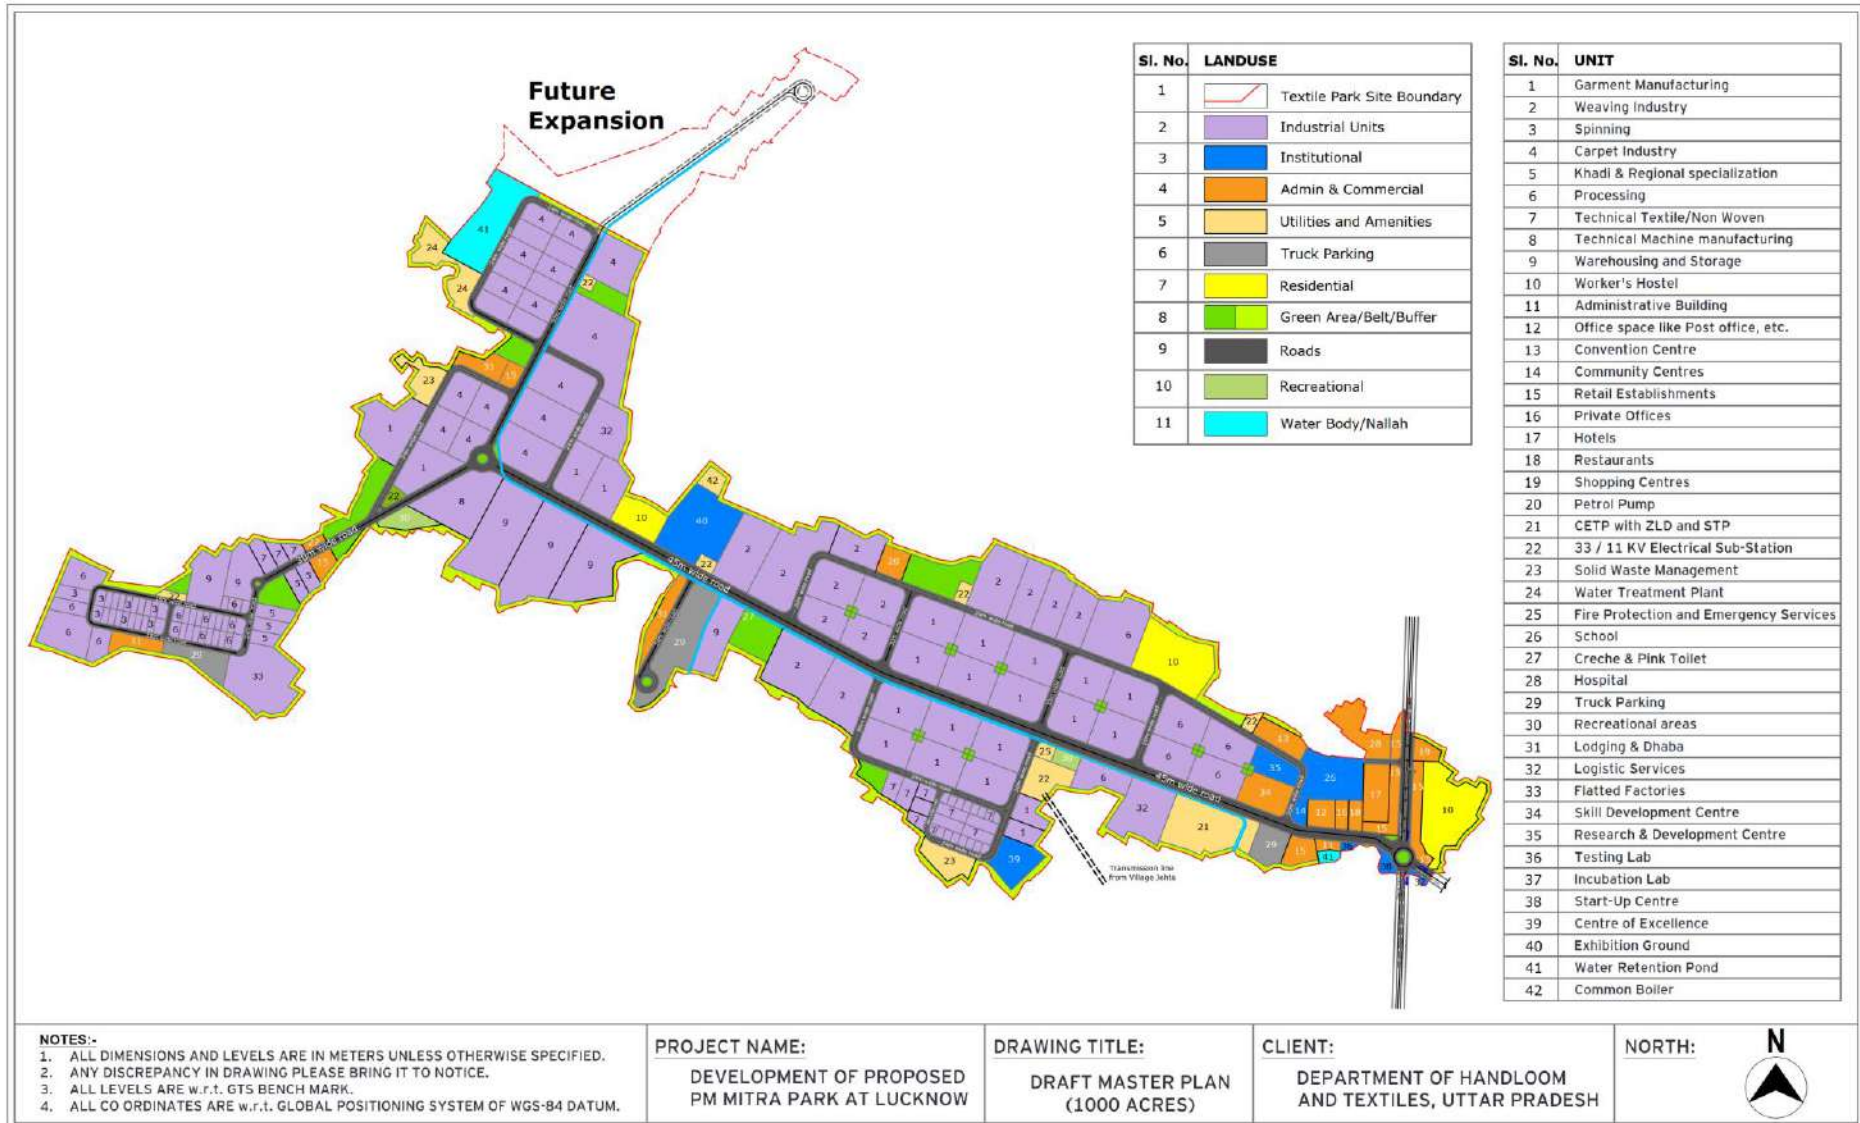 Future
Expansion
Sl. No. LANDUSE
1 Textile Park Site Boundary
2 Industrial Units
3 Institutional
4 Admin & Commercial
5 Utilities and Amenities
6 Truck Parking
7 Residential
8 Green Area/Belt/Buffer
9 Roads
10 Recreational
11 Water Body/Nallah
Sl. No. UNIT
1 Garment Manufacturing
2 Weaving Industry
3 Spinning
4 Carpet Industry
5 Khadi & Regional specialization
6 Processing
7 Technical Textile/Non Woven
8 Technical Machine manufacturing
9 Warehousing and Storage
10 Worker's Hostel
11 Administrative Building
12 Office space like Post office, etc.
13 Convention Centre
14 Community Centres
15 Retail Establishments
16 Private Offices
17 Hotels
18 Restaurants
19 Shopping Centres
20 Petrol Pump
21 CETP with ZLD and STP
22 33 / 11 KV Electrical Sub-Station
23 Solid Waste Management
24 Water Treatment Plant
25 Fire Protection and Emergency Services
26 School
27 Creche & Pink Toilet
28 Hospital
29 Truck Parking
30 Recreational areas
31 Lodging & Dhaba
32 Logistic Services
33 Flatted Factories
34 Skill Development Centre
35 Research & Development Centre
36 Testing Lab
37 Incubation Lab
38 Start-Up Centre
39 Centre of Excellence
40 Exhibition Ground
41 Water Retention Pond
42 Common Boiler
30m wide road
45m wide road
45m wide road
Transmission line
from Village Jehta
NOTES:-
1. ALL DIMENSIONS AND LEVELS ARE IN METERS UNLESS OTHERWISE SPECIFIED.
2. ANY DISCREPANCY IN DRAWING PLEASE BRING IT TO NOTICE.
3. ALL LEVELS ARE w.r.t. GTS BENCH MARK.
4. ALL CO ORDINATES ARE w.r.t. GLOBAL POSITIONING SYSTEM OF WGS-84 DATUM.
PROJECT NAME:
DEVELOPMENT OF PROPOSED
PM MITRA PARK AT LUCKNOW
DRAWING TITLE:
DRAFT MASTER PLAN
(1000 ACRES)
CLIENT:
DEPARTMENT OF HANDLOOM
AND TEXTILES, UTTAR PRADESH
NORTH:
N